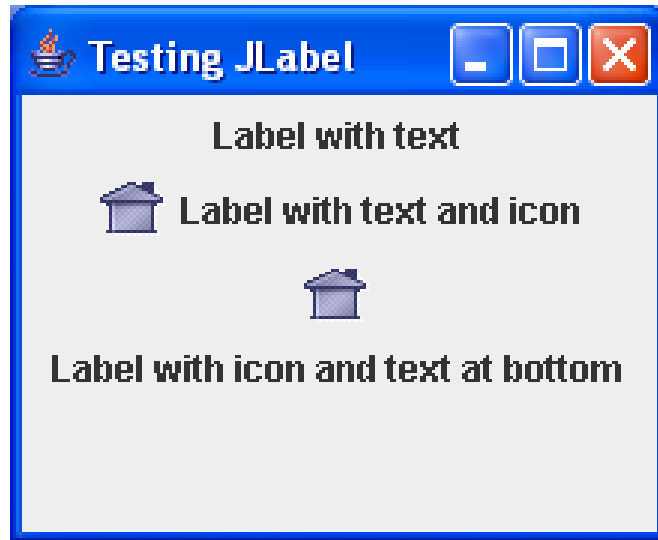 Testing JLabel
Label with text
Label with text and icon
Label with icon and text at bottom